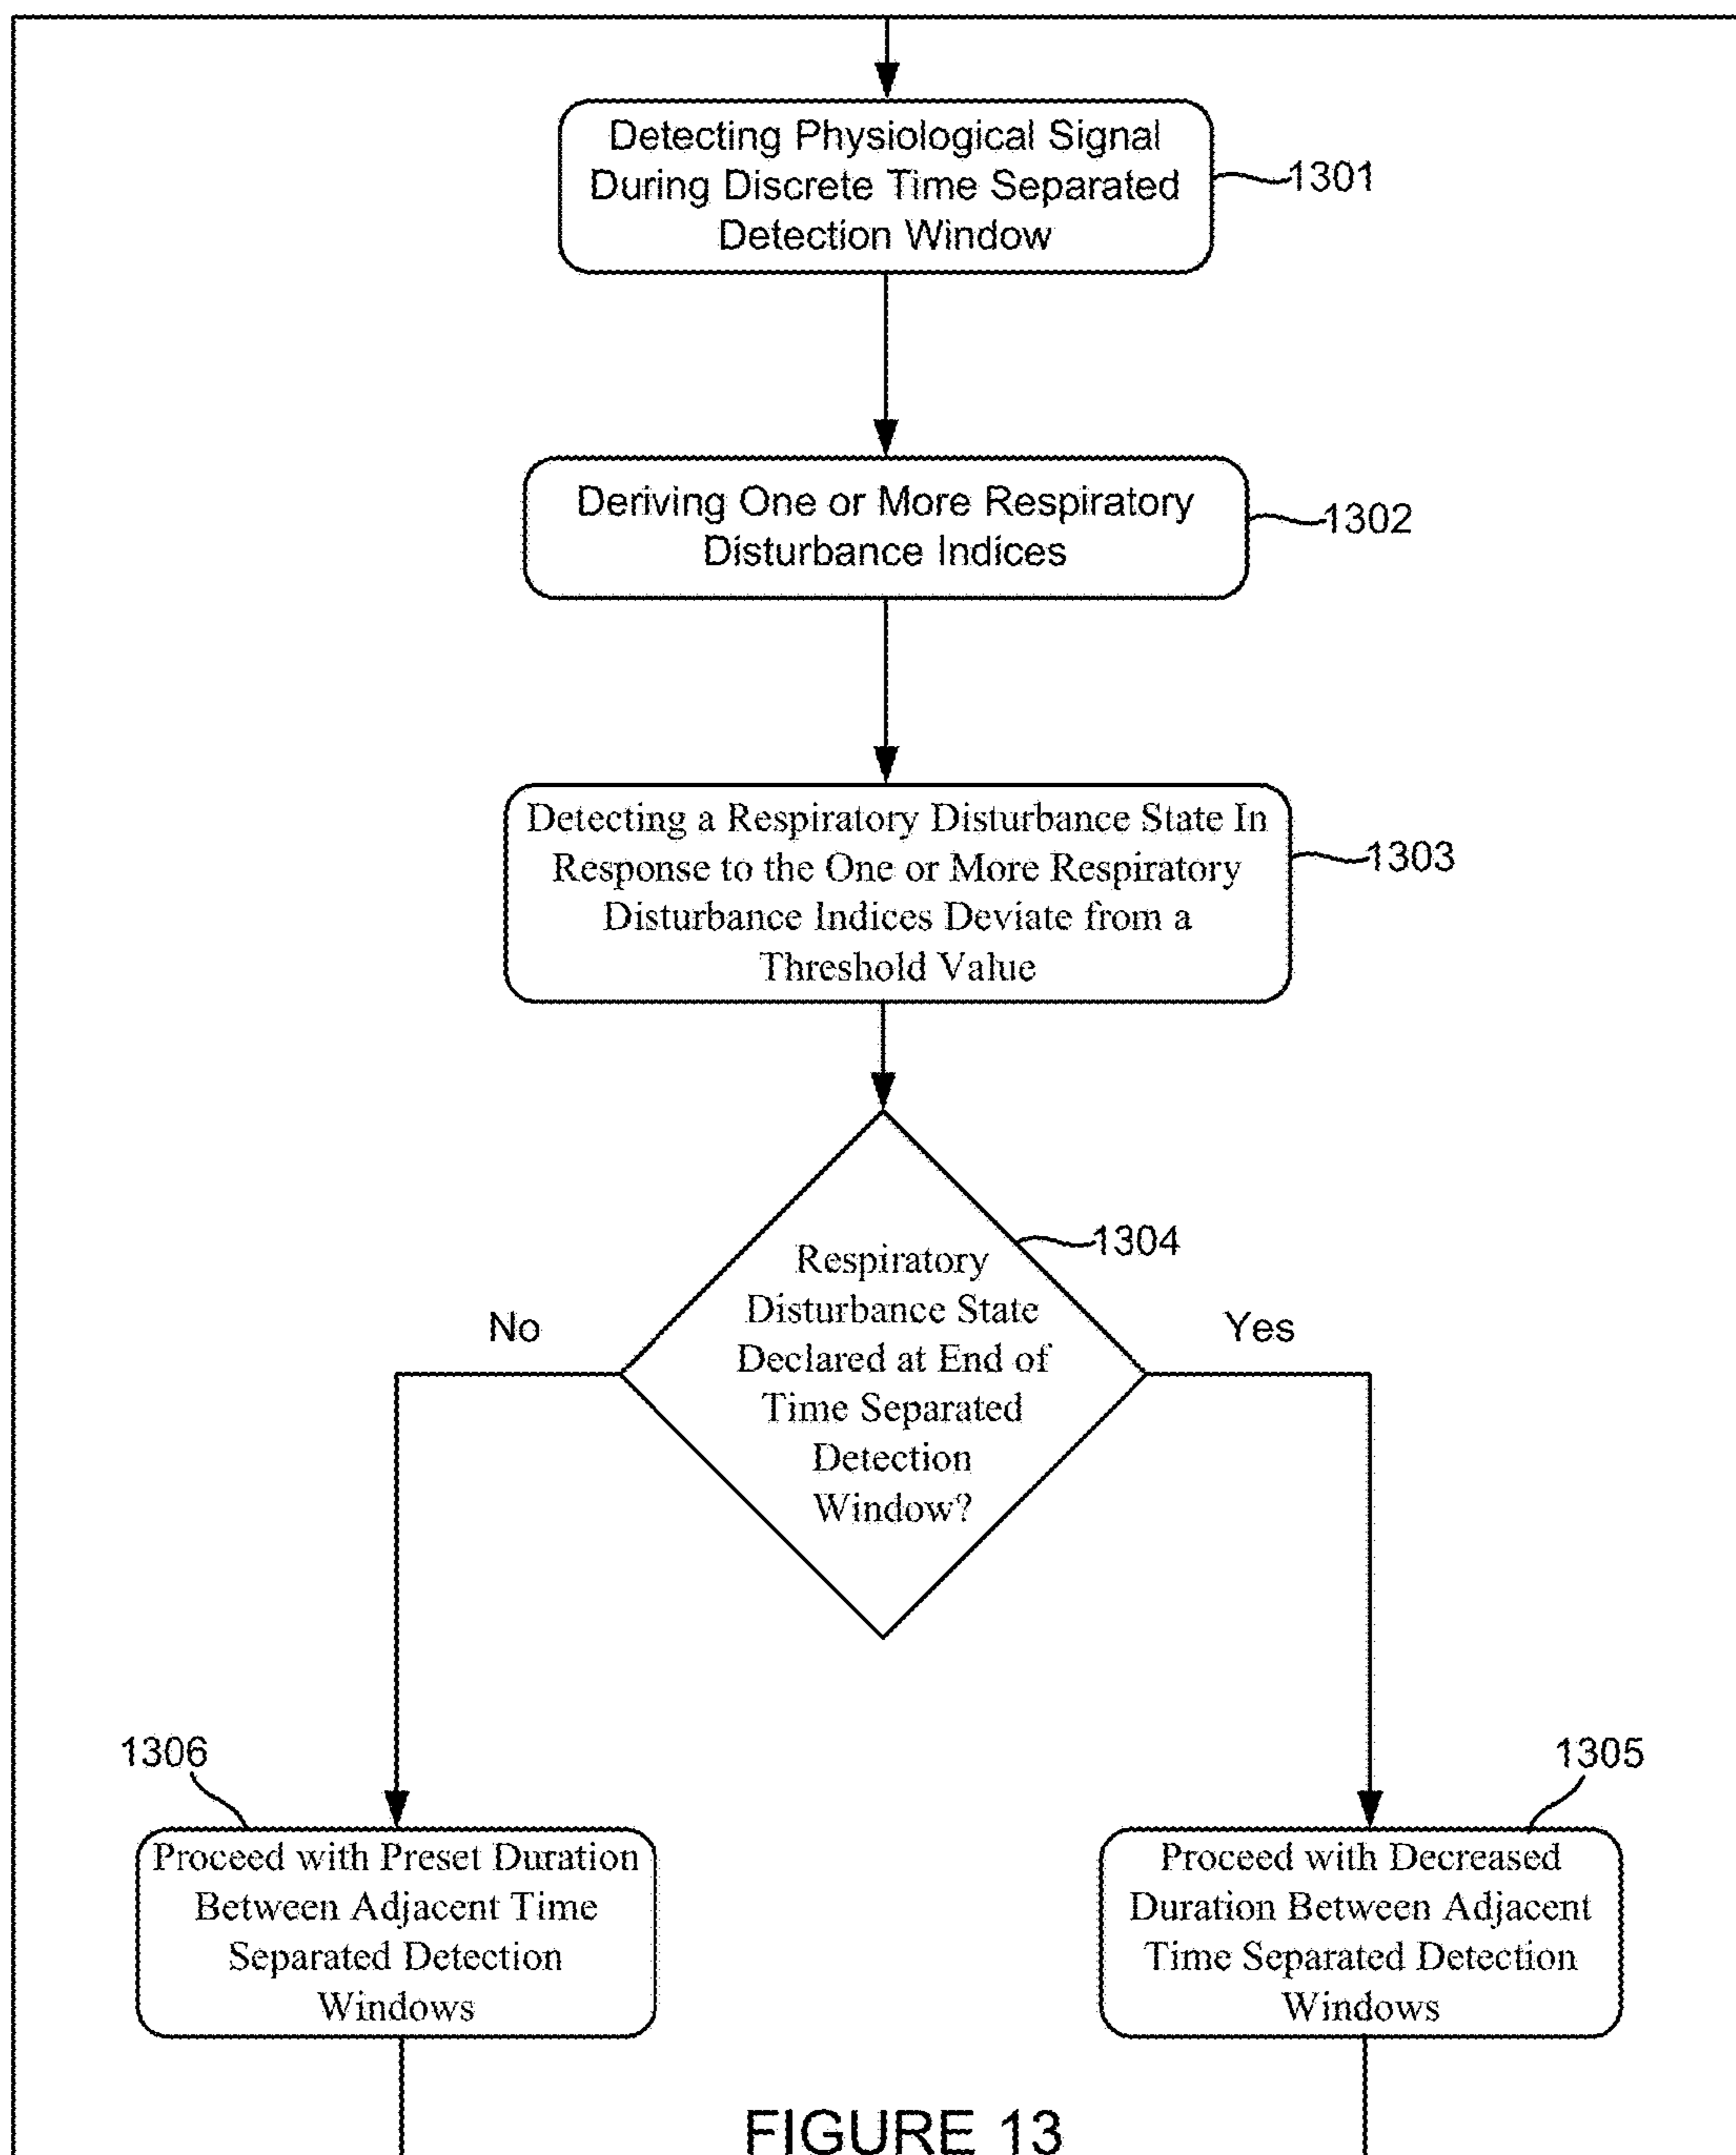 Detecting Physiological Signal
During Discrete Time Separated
Detection Window
1301
Deriving One or More Respiratory
Disturbance Indices
1302
Detecting a Respiratory Disturbance State In
Response to the One or More Respiratory
Disturbance Indices Deviate from a
Threshold Value
1303
1304
Respiratory
Disturbance State
Declared at End of
Time Separated
Detection
Window?
No
Yes
1306
1305
Proceed with Preset Duration
Between Adjacent Time
Separated Detection
Windows
Proceed with Decreased
Duration Between Adjacent
Time Separated Detection
Windows
FIGURE 13